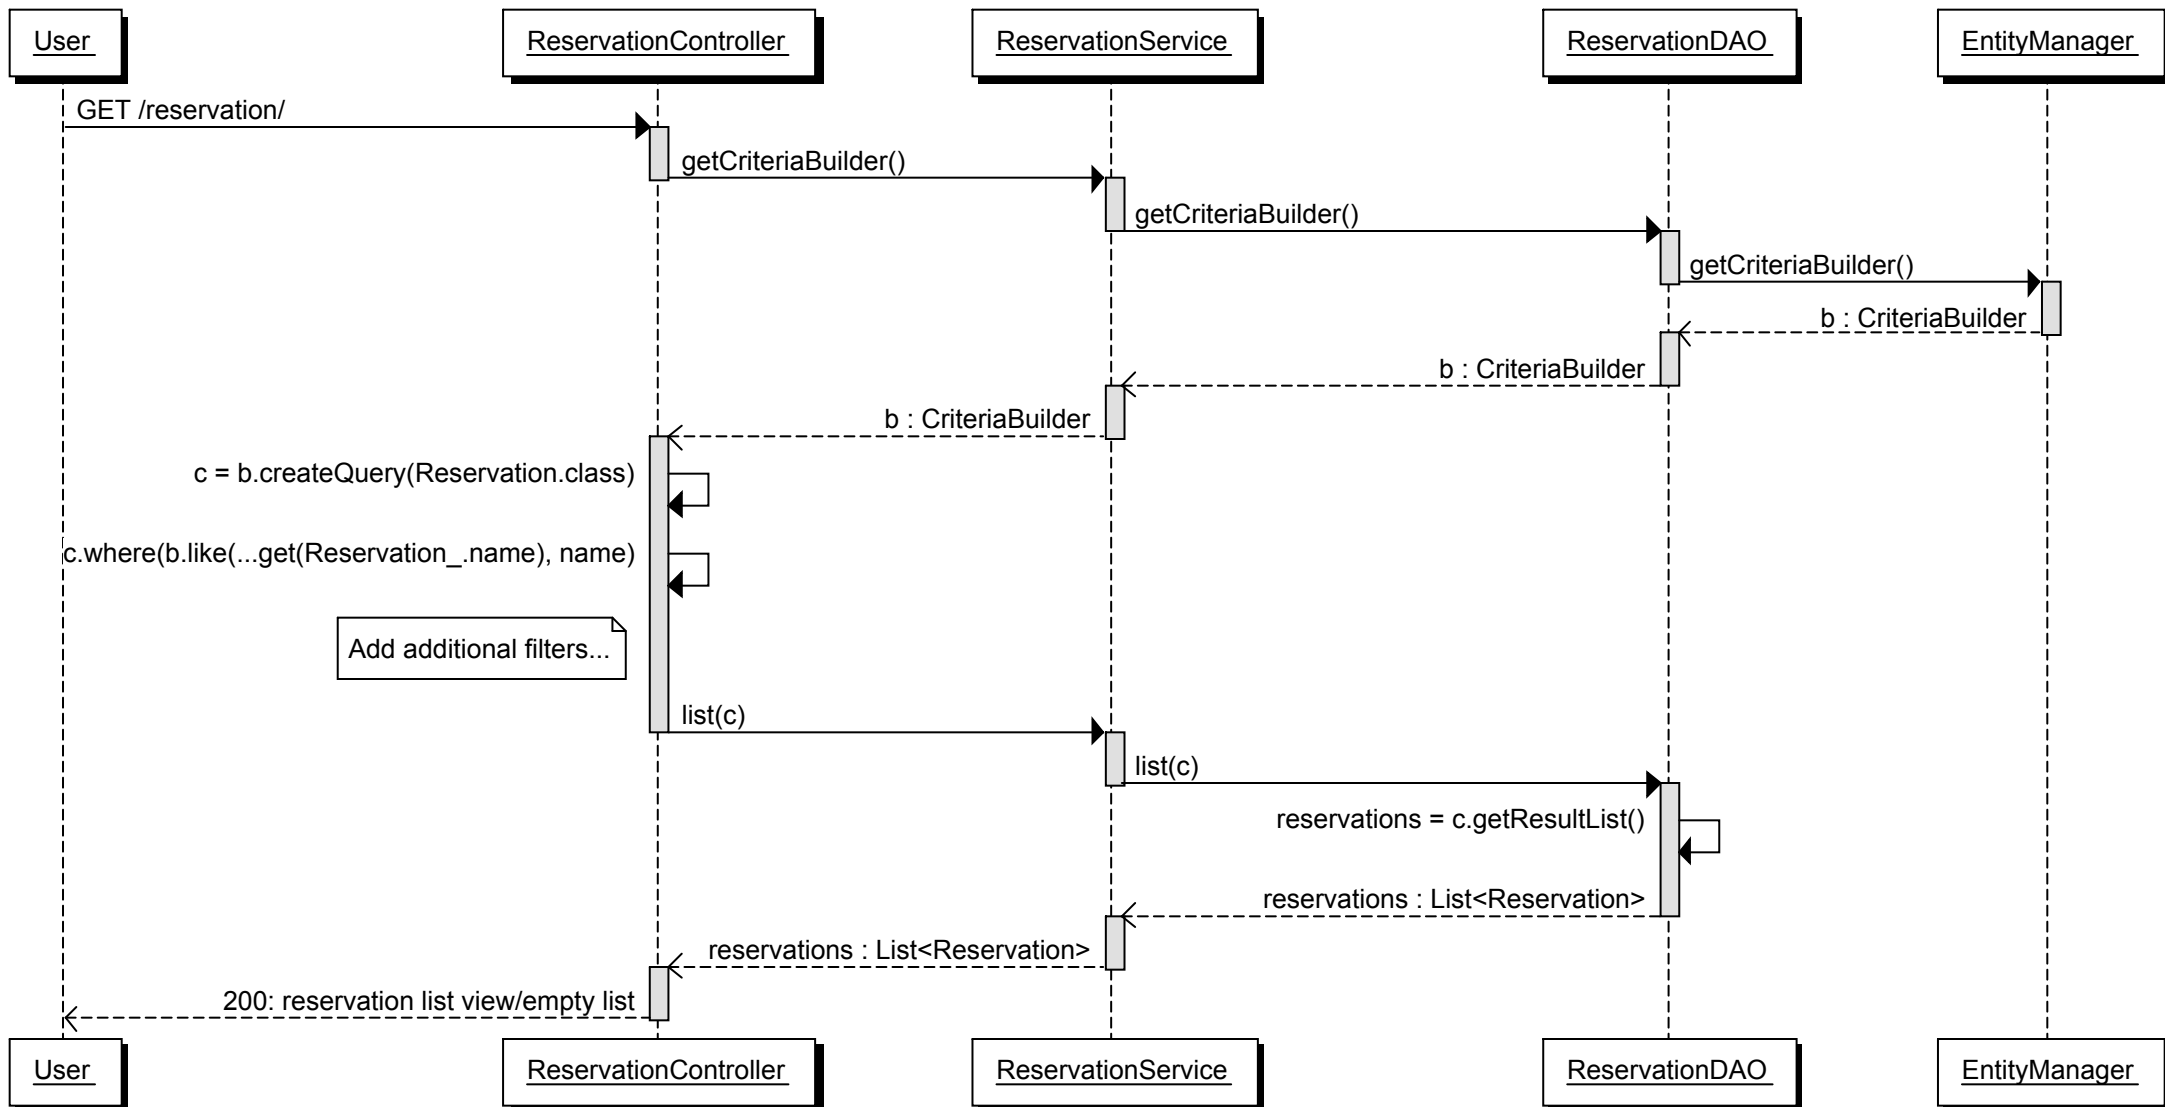 User
ReservationController
ReservationService
ReservationDAO
EntityManager
GET /reservation/
getCriteriaBuilder()
getCriteriaBuilder()
getCriteriaBuilder()
b : CriteriaBuilder
b : CriteriaBuilder
b : CriteriaBuilder
c = b.createQuery(Reservation.class)
c.where(b.like(...get(Reservation_.name), name)
Add additional filters...
list(c)
list(c)
reservations = c.getResultList()
reservations : List<Reservation>
reservations : List<Reservation>
200: reservation list view/empty list
User
ReservationController
ReservationService
ReservationDAO
EntityManager